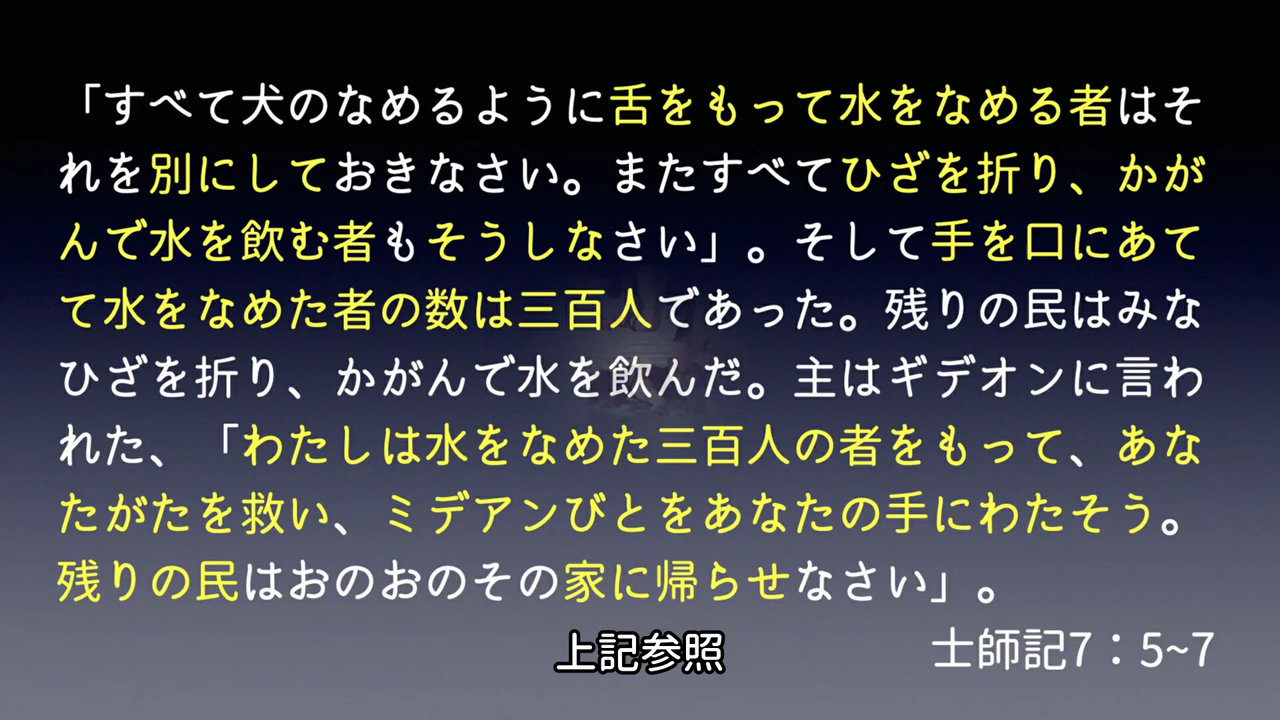 「すべて犬のなめるように舌をもって水をなめる者はそ
れを別にしておきなさい。またすべてひざを折り、かが
んで水を飲む者もそうしなさい」。そして手を口にあて
て水をなめた者の数は三百人であった。残りの民はみな
ひざを折り、かがんで水を飲んだ。主はギデオンに言わ
れた、「わたしは水をなめた三百人の者をもって、あな
たがたを救い、ミデアンびとをあなたの手にわたそう。
残りの民はおのおのその家に帰らせなさい」。
上記参照
士師記7：5~7